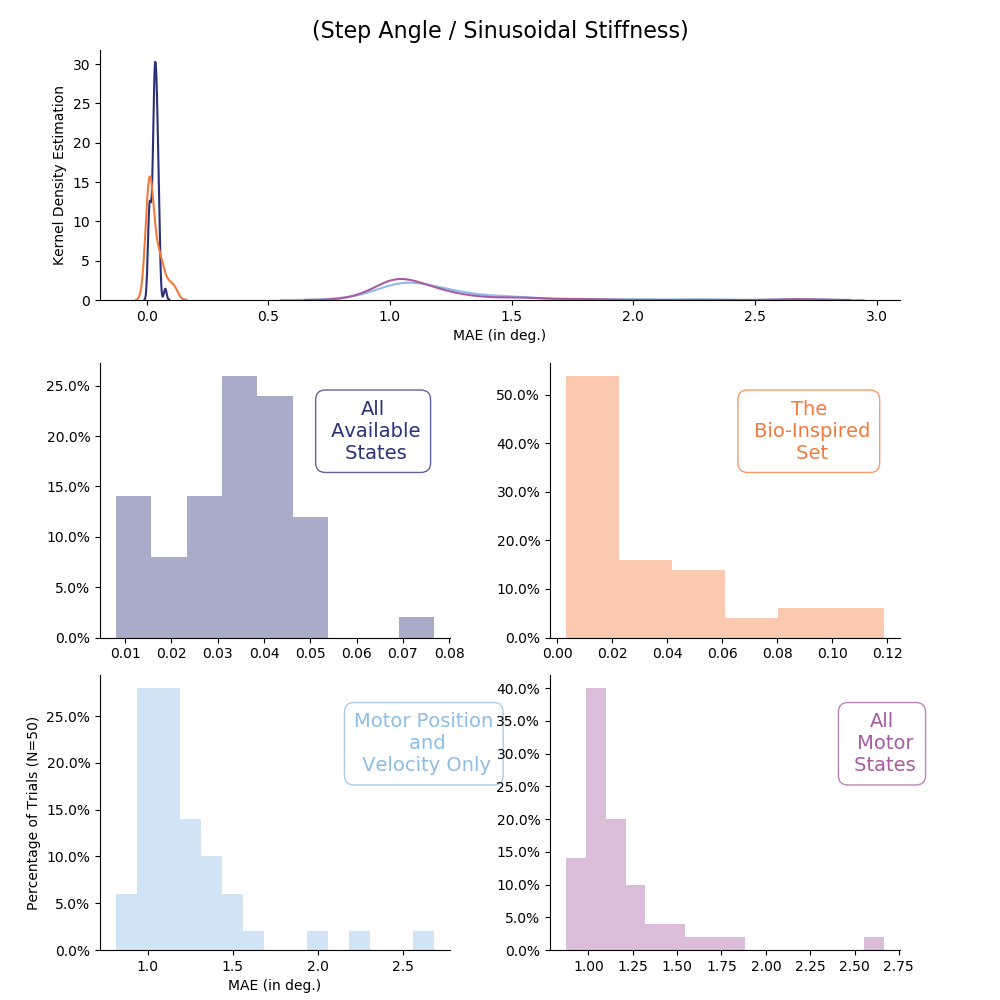 (Step Angle / Sinusoidal Stiffness)
Kernel Density Estimation
30
25
20
15
10
5
0
0.0 0.5 1.0 1.5 2.0 2.5 3.0
MAE (in deg.)
25.0%
20.0%
15.0%
10.0%
5.0%
0.0%
0.01 0.02 0.03 0.04 0.05 0.06 0.07 0.08
All
Available
States
50.0%
40.0%
30.0%
20.0%
10.0%
0.0%
0.00 0.02 0.04 0.06 0.08 0.10 0.12
The
Bio-Inspired
Set
Percentage of Trials (N=50)
25.0%
20.0%
15.0%
10.0%
5.0%
0.0%
1.0 1.5 2.0 2.5
MAE (in deg.)
Motor Position
and
Velocity Only
40.0%
35.0%
30.0%
25.0%
20.0%
15.0%
10.0%
5.0%
0.0%
1.00 1.25 1.50 1.75 2.00 2.25 2.50 2.75
All
Motor
States